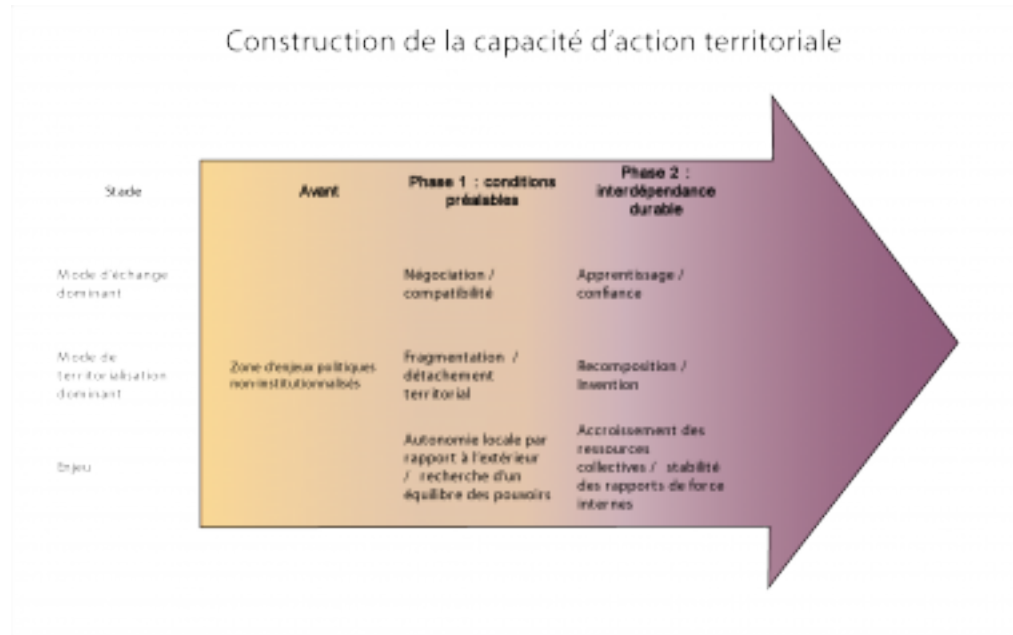 Construction de la capacité d'action territoriale
Stade
Avant
Phase 1 : conditions
préalables
Phase 2 :
interdépendance
durable
Mode d'échange
dominant
Négociation /
compatibilité
Apprentissage /
confiance
Mode de
territorialisation
dominant
Zone d'enjeux politiques
non-institutionnalisés
Fragmentation /
détachement
territorial
Recomposition /
Invention
Enjeu
Autonomie locale par
rapport à l'extérieur
/ recherche d'un
équilibre des pouvoirs
Accroissement des
ressources
collectives / stabilité
des rapports de force
internes